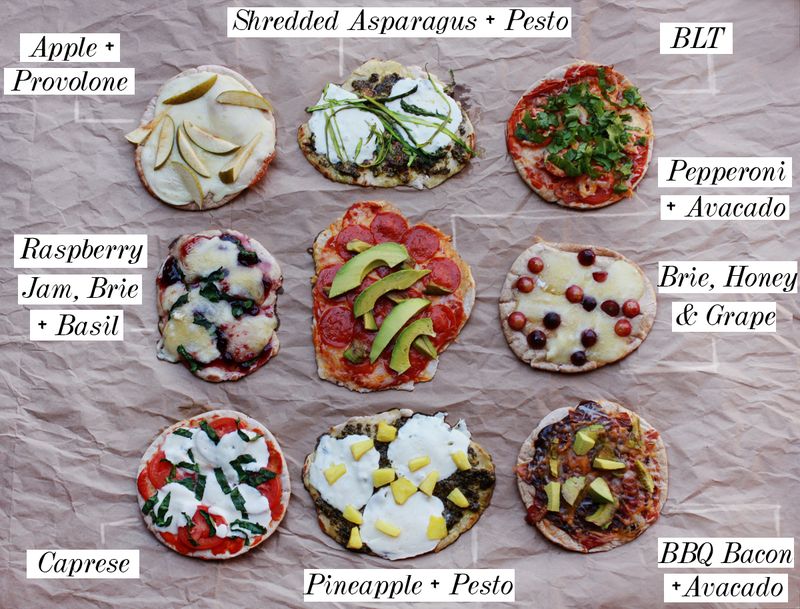 Shredded Asparagus + Pesto
Apple +
Provolone
BLT
Pepperoni
+ Avacado
Raspberry
Jam, Brie
+ Basil
Brie, Honey
& Grape
Caprese
Pineapple + Pesto
BBQ Bacon
+Avacado